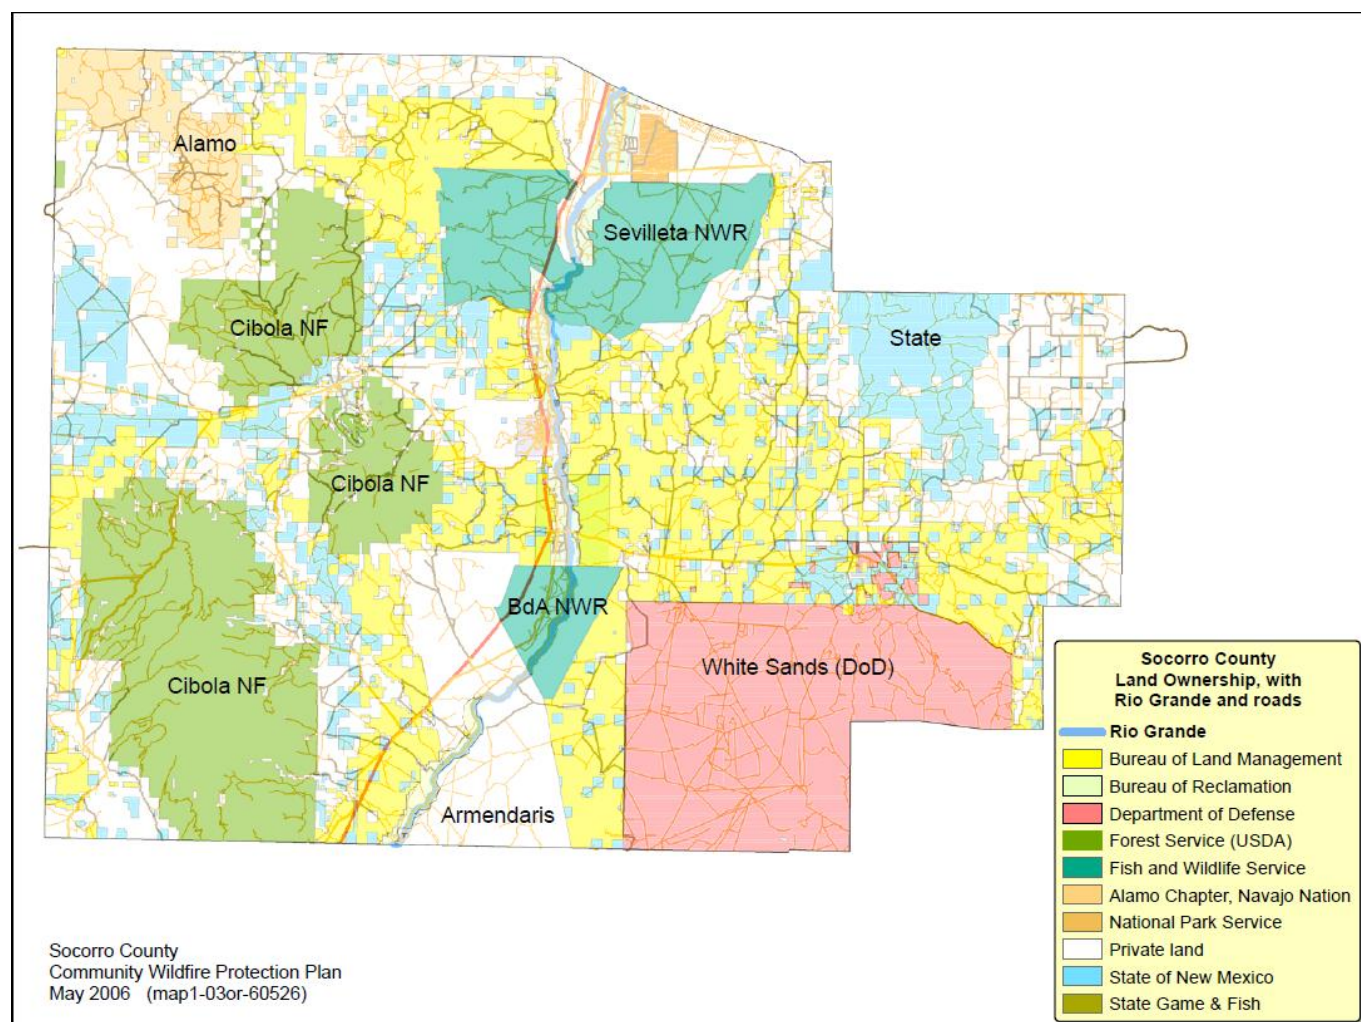 Alamo
Sevilleta NWR
Cibola NF
State
Cibola NF
BdA NWR
White Sands (DoD)
Cibola NF
Armendaris
Socorro County
Land Ownership, with
Rio Grande and roads
Rio Grande
Bureau of Land Management
Bureau of Reclamation
Department of Defense
Forest Service (USDA)
Fish and Wildlife Service
Alamo Chapter, Navajo Nation
National Park Service
Private land
State of New Mexico
State Game & Fish
Socorro County
Community Wildfire Protection Plan
May 2006 (map1-03or-60526)